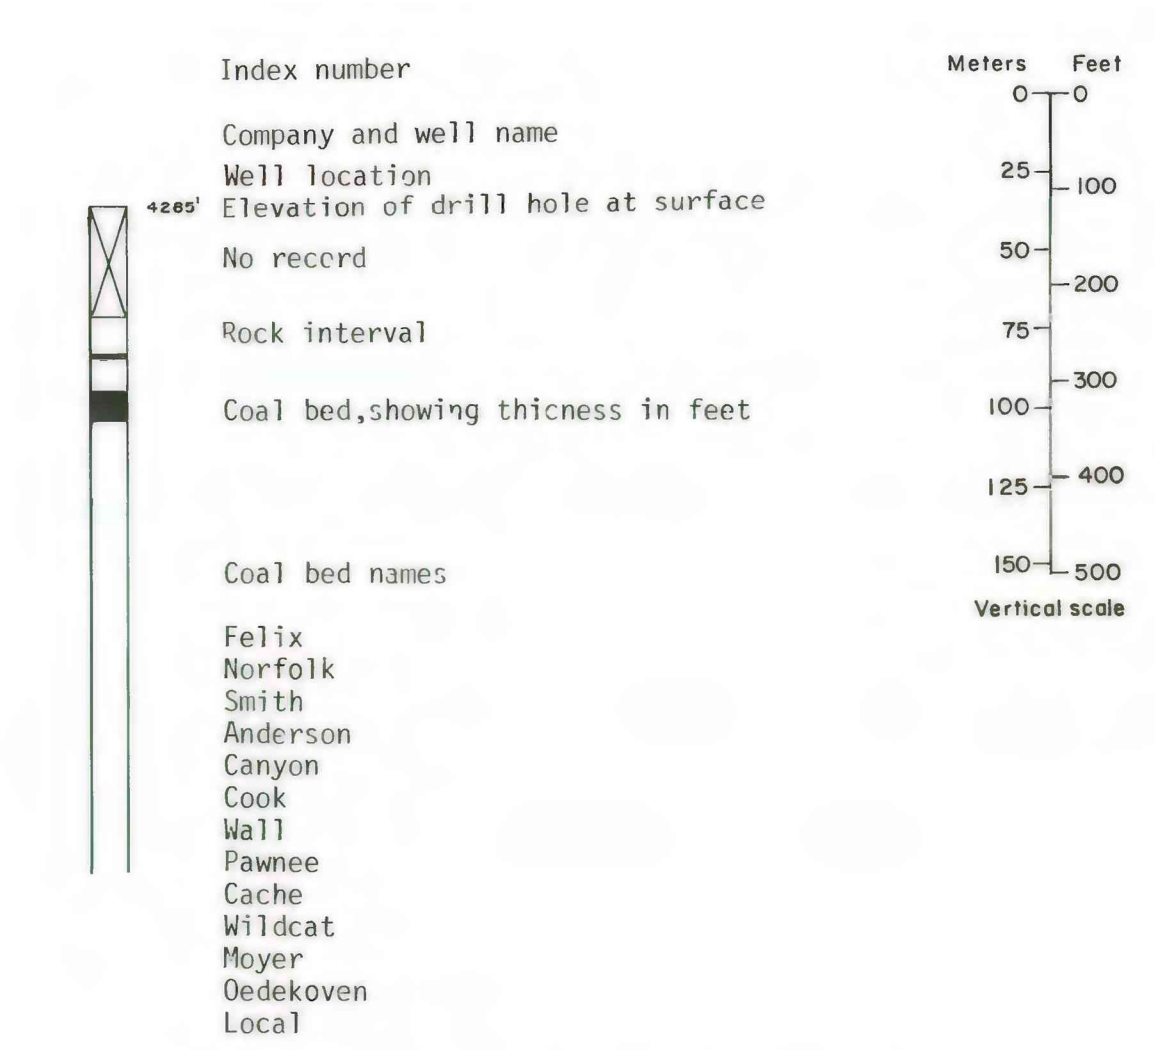 Index number
Company and well name
Well location
4265' Elevation of drill hole at surface
No record
Rock interval
Coal bed,showing thicness in feet
Coal bed names
Felix
Norfolk
Smith
Anderson
Canyon
Cook
Wall
Pawnee
Cache
Wildcat
Moyer
Oedekoven
Local
Meters Feet
0 0
25
100
50
200
75
300
100
400
125
150
500
Vertical scale